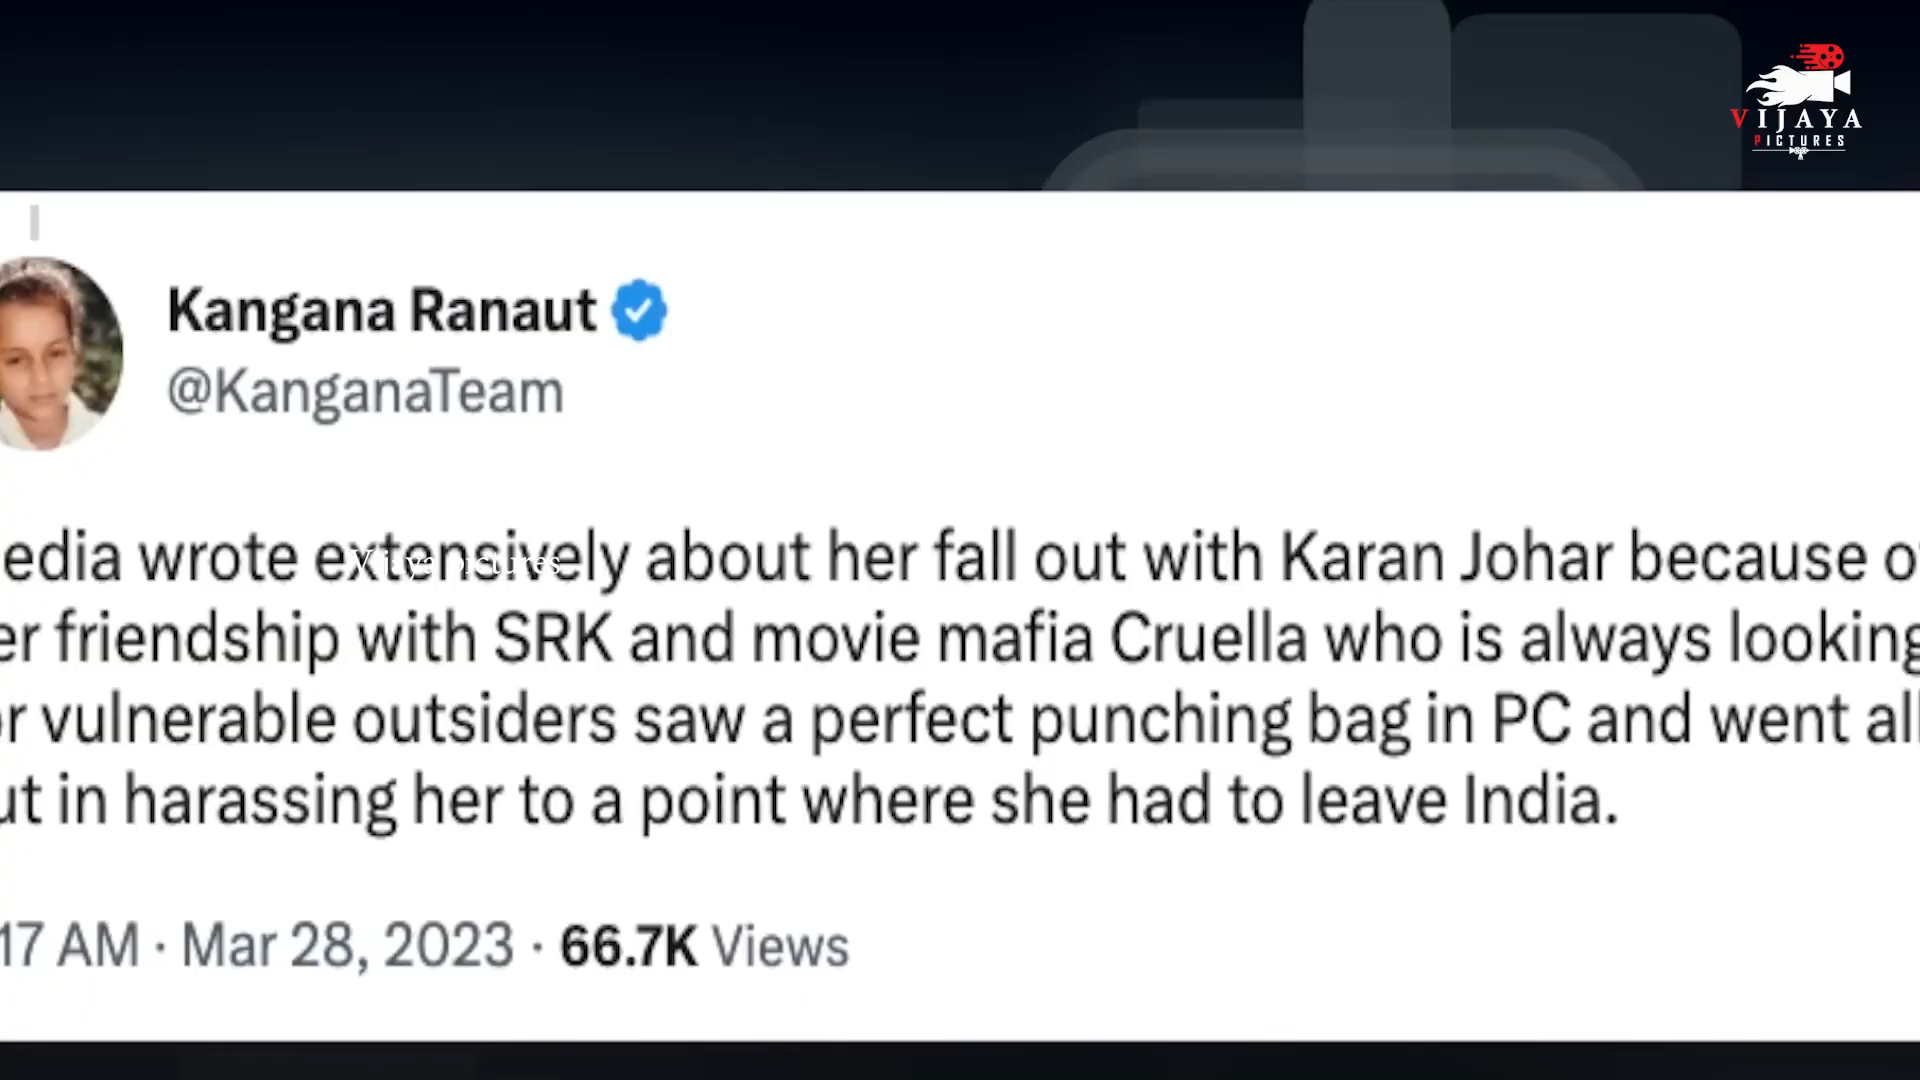 VIJAYA
PICTURES
Kangana Ranaut
@KanganaTeam
edia wrote extensively about her fall out with Karan Johar because o
er friendship with SRK and movie mafia Cruella who is always looking
or vulnerable outsiders saw a perfect punching bag in PC and went all
ut in harassing her to a point where she had to leave India.
17 AM · Mar 28, 2023 · 66.7K Views
Vijaya pictures